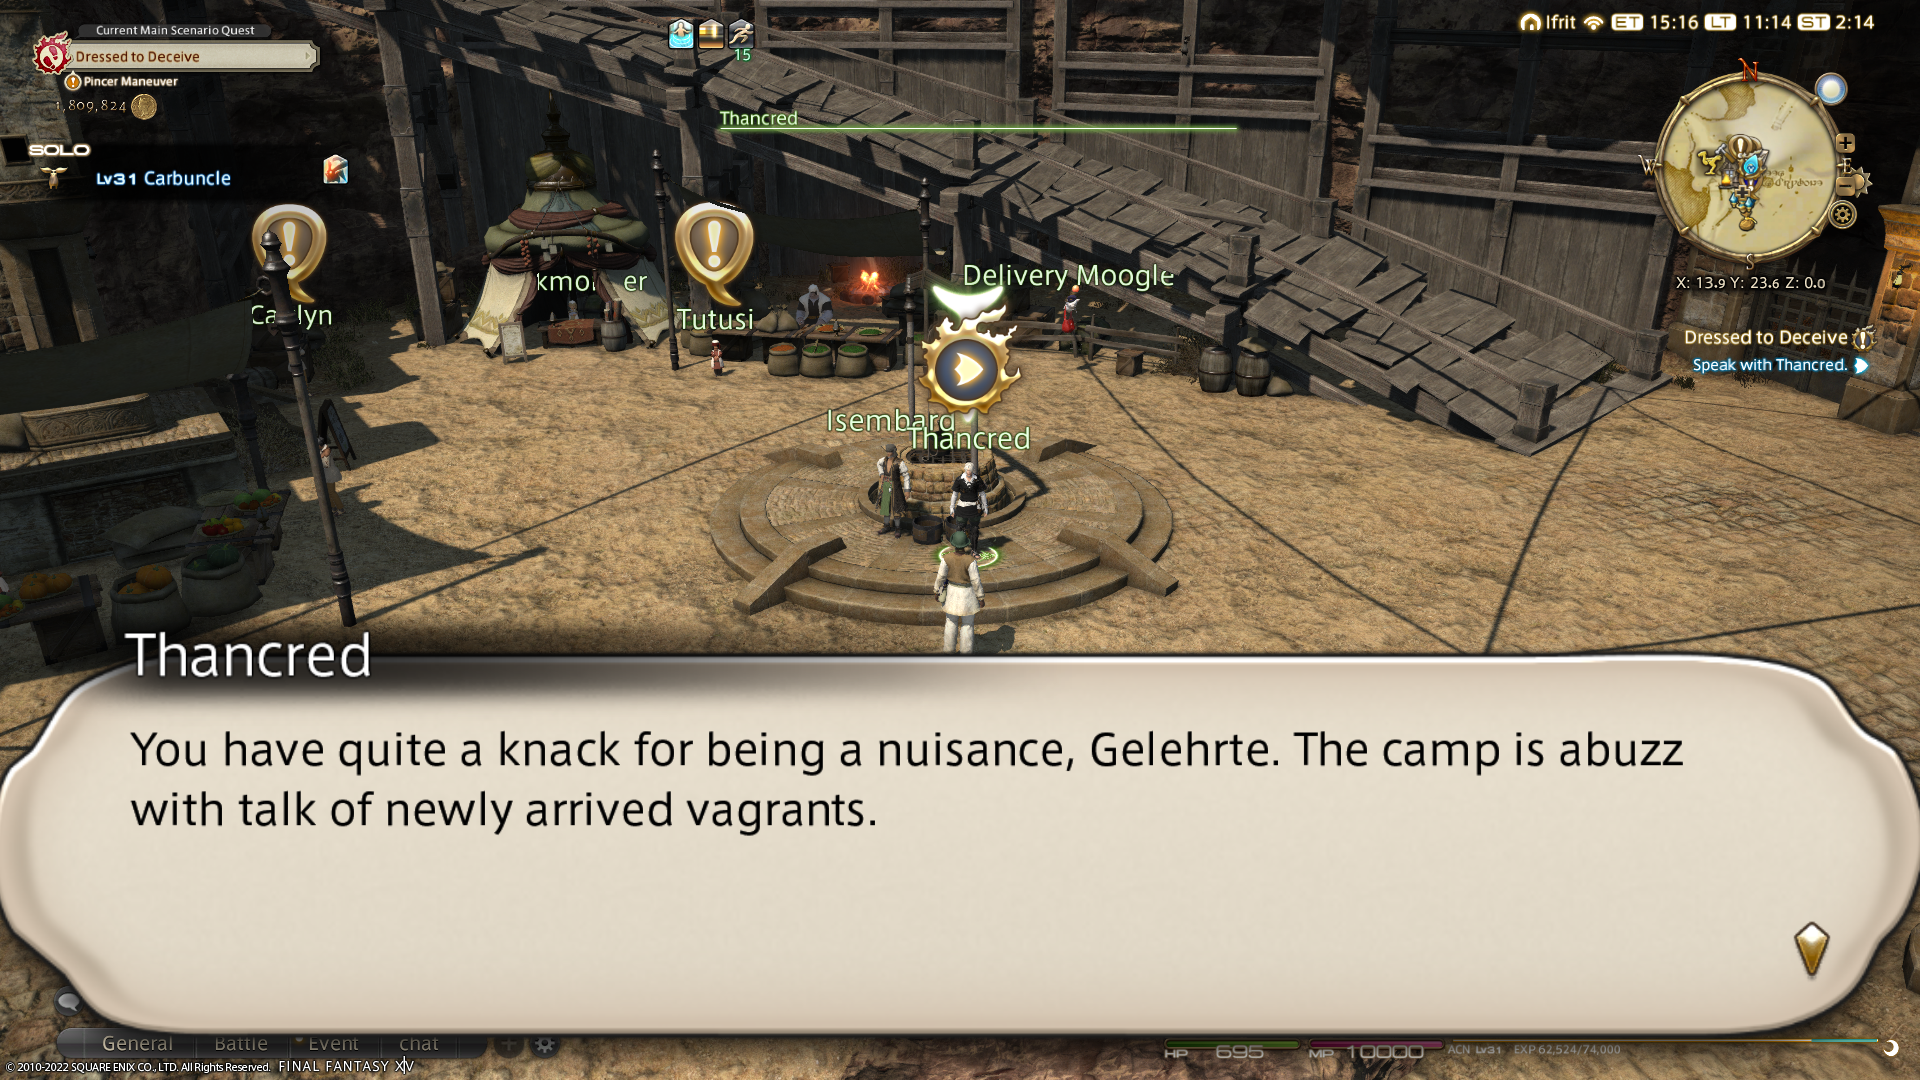 Current Main Scenario Quest
Dressed to Deceive
Pincer Maneuver
1,809,824
SOLO
Lv31 Carbuncle
15
Thancred
Ifrit ET 15:16 LT 11:14 ST 2:14
N
W
E
S
X: 13.9 Y: 23.6 Z: 0.0
Dressed to Deceive
Speak with Thancred.
Tutusi
Delivery Moogle
Isembard
Thancred
Thancred
You have quite a knack for being a nuisance, Gelehrte. The camp is abuzz
with talk of newly arrived vagrants.
General Battle Event chat
HP 695 MP 10000 ACN Lv31 EXP 62,524/74,000
© 2010-2022 SQUARE ENIX CO., LTD. All Rights Reserved. FINAL FANTASY XIV